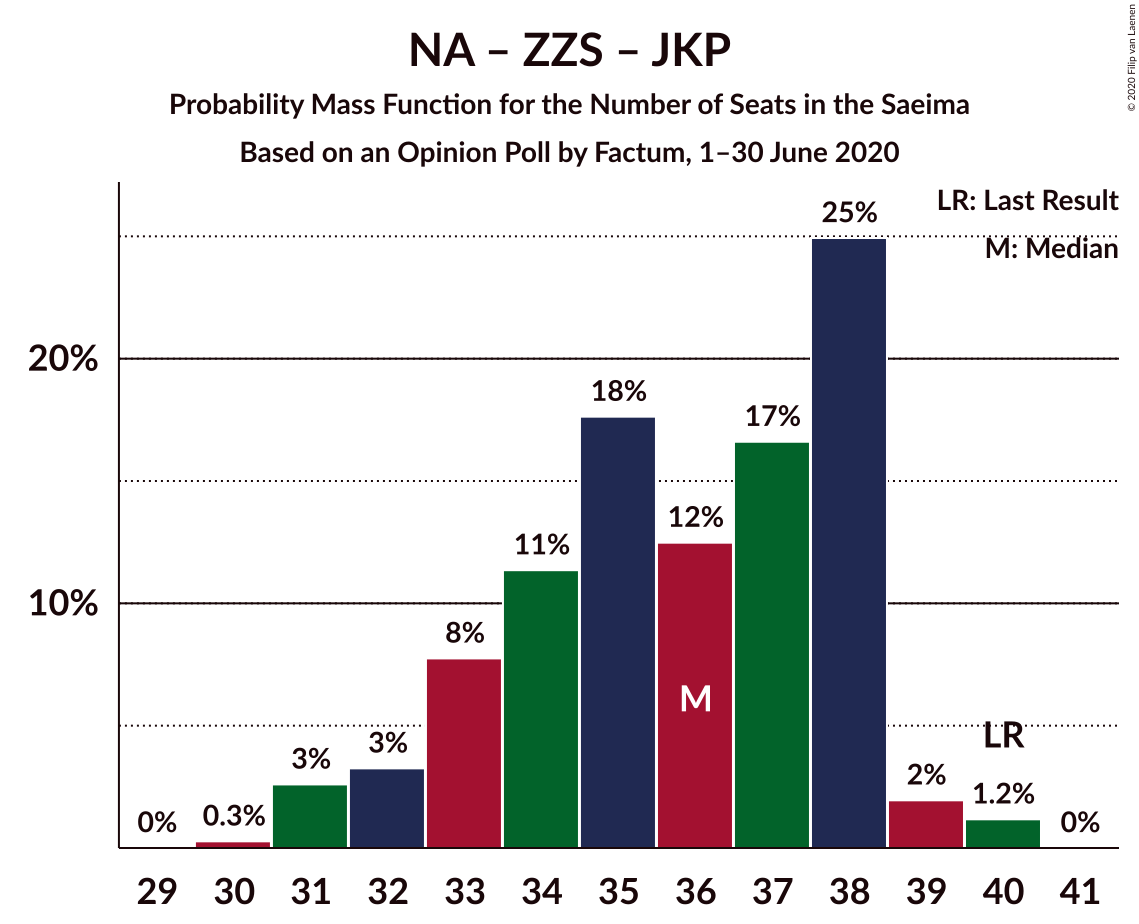 NA – ZZS – JKP
Probability Mass Function for the Number of Seats in the Saeima
Based on an Opinion Poll by Factum, 1–30 June 2020
© 2020 Filip van Laenen
LR: Last Result
M: Median
20%
10%
0%
0.3%
3%
3%
8%
11%
18%
12%
17%
25%
2%
1.2%
0%
M
LR
29 30 31 32 33 34 35 36 37 38 39 40 41